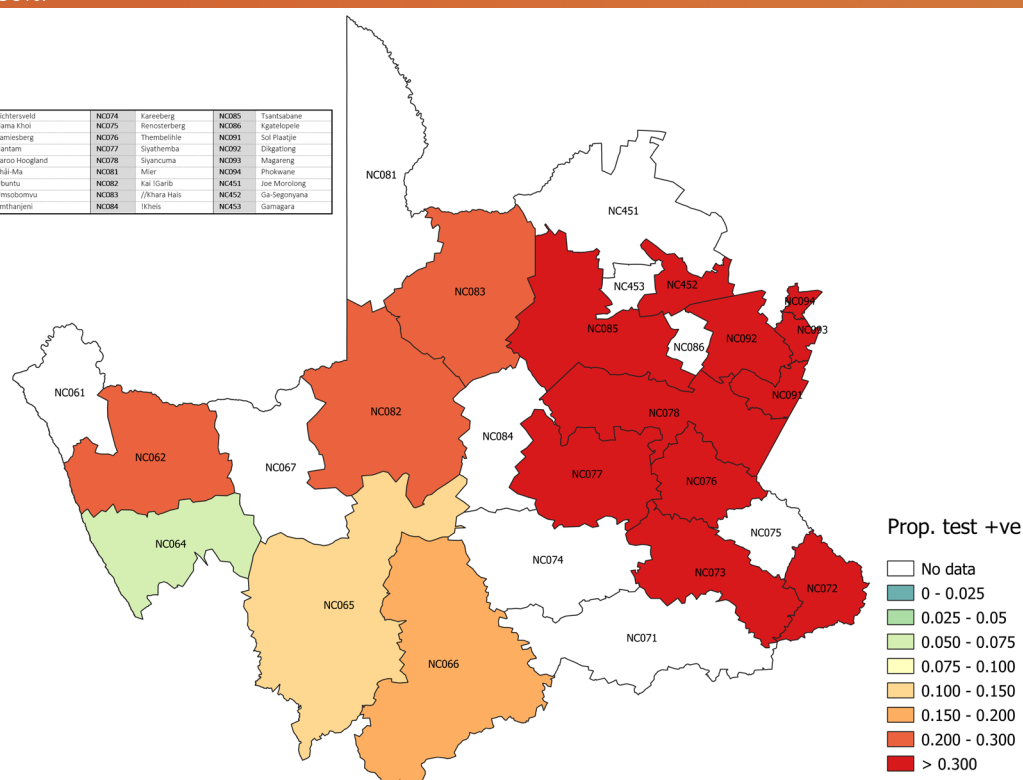 ichtersveld NC074 Kareeberg NC085 Tsantsabane
ama Khoi NC075 Renosterberg NC086 Kgatelopele
amiesberg NC076 Thembelihle NC091 Sol Plaatjie
antam NC077 Siyathemba NC092 Dikgatlong
aroo Hoogland NC078 Siyancuma NC093 Magareng
hâi-Ma NC081 Mier NC094 Phokwane
buntu NC082 Kai !Garib NC451 Joe Morolong
msobomvu NC083 //Khara Hais NC452 Ga-Segonyana
mthanjeni NC084 !Kheis NC453 Gamagara
NC081
NC451
NC083
NC453
NC452
NC094
NC085
NC093
NC092
NC086
NC061
NC091
NC082
NC078
NC084
NC062
NC067
NC077
NC076
NC075
NC064
NC074
NC073
NC072
NC065
NC071
NC066
Prop. test +ve
No data
0 - 0.025
0.025 - 0.05
0.050 - 0.075
0.075 - 0.100
0.100 - 0.150
0.150 - 0.200
0.200 - 0.300
> 0.300